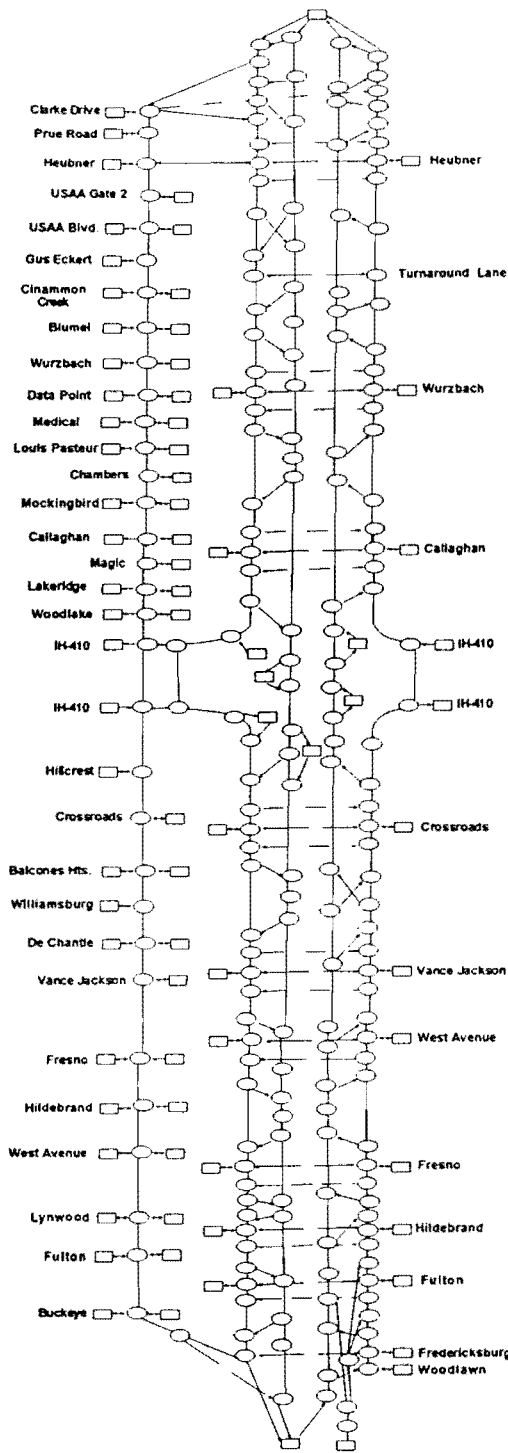 Clarke Drive
Prue Road
Heubner
USAA Gate 2
USAA Blvd.
Gus Eckert
Cinammon
Creek
Blumel
Wurzbach
Data Point
Medical
Louis Pasteur
Chambers
Mockingbird
Callaghan
Magic
Lakeridge
Woodlake
IH-410
IH-410
Hillcrest
Crossroads
Balcones Hts.
Williamsburg
De Chantle
Vance Jackson
Fresno
Hildebrand
West Avenue
Lynwood
Fulton
Buckeye
Heubner
Turnaround Lane
Wurzbach
Callaghan
IH-410
IH-410
Crossroads
Vance Jackson
West Avenue
Fresno
Hildebrand
Fulton
Fredericksburg
Woodlawn